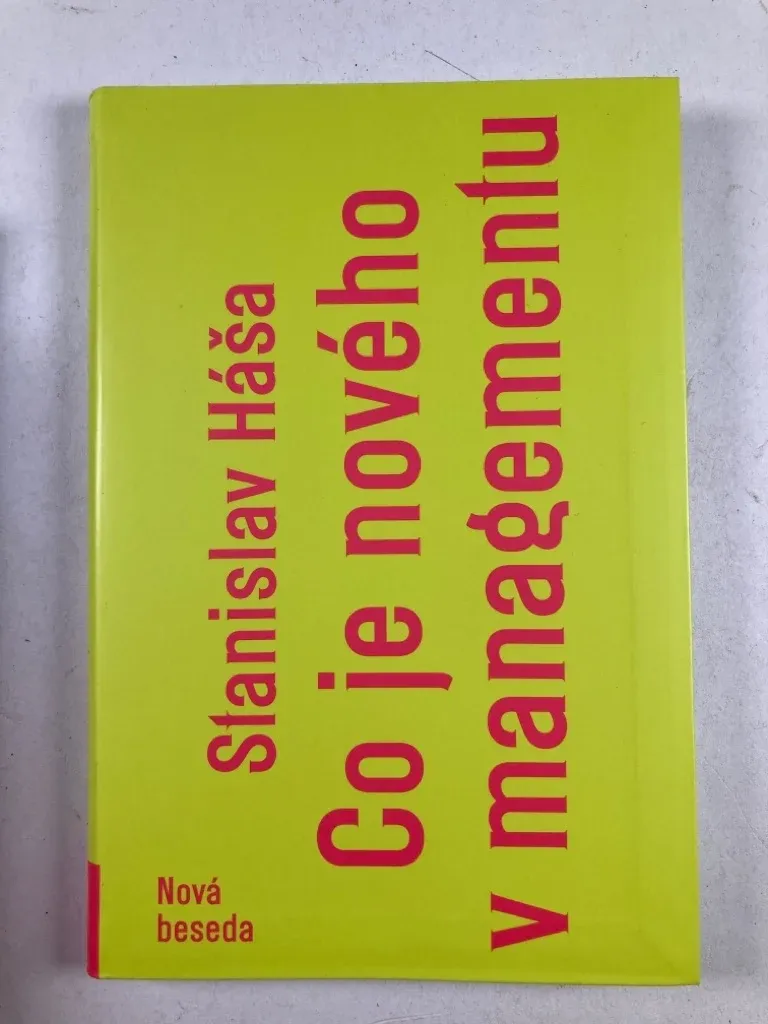 Stanislav Háša
Co je nového
v managementu
Nová
beseda